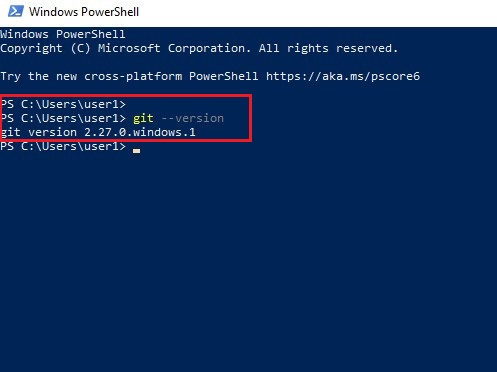 Windows PowerShell
Windows PowerShell
Copyright (C) Microsoft Corporation. All rights reserved.
Try the new cross-platform PowerShell https://aka.ms/pscore6
PS C:\Users\user1>
PS C:\Users\user1> git --version
git version 2.27.0.windows.1
PS C:\Users\user1>